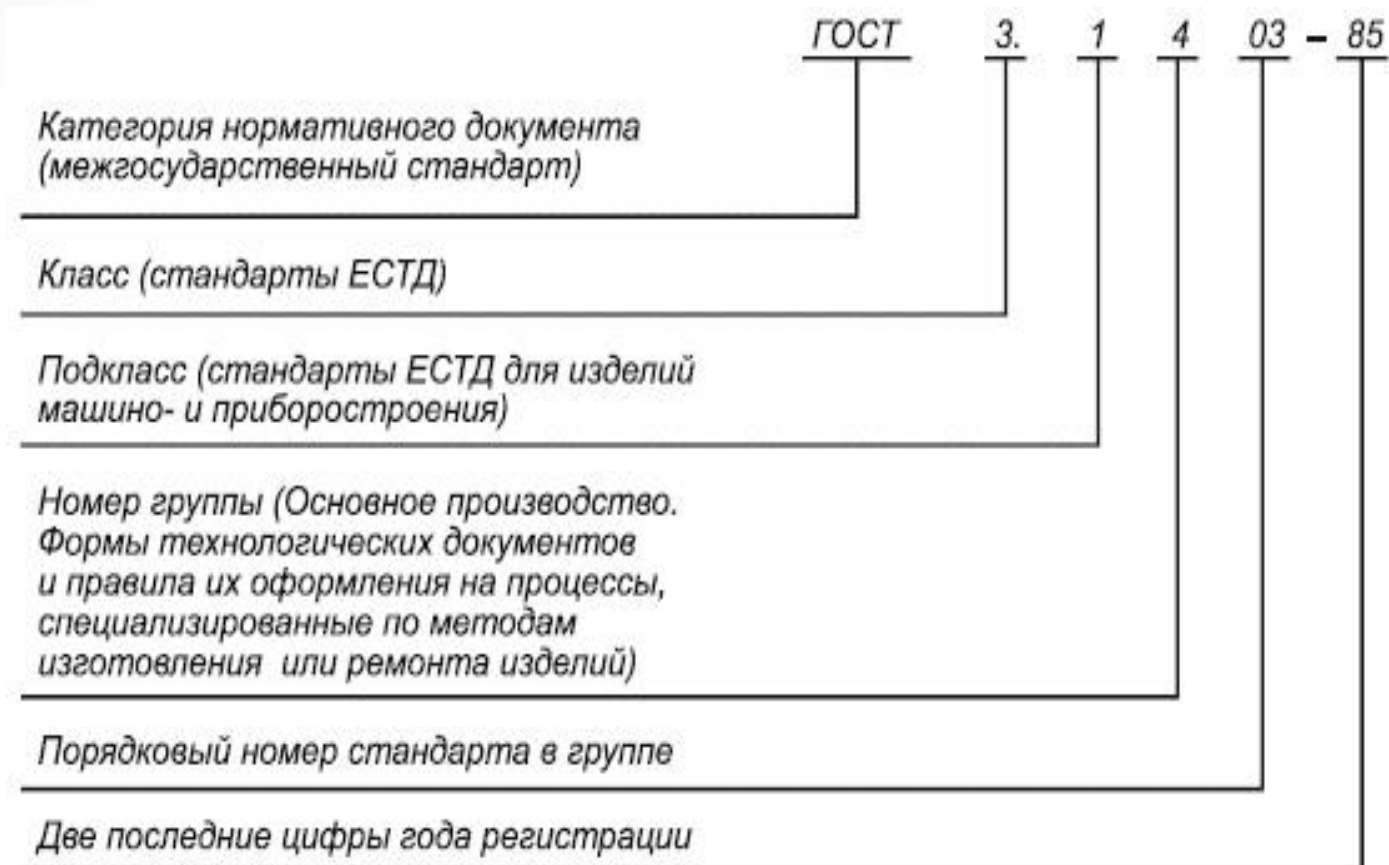 ГОСТ 3. 1 4 03 – 85
Категория нормативного документа
(межгосударственный стандарт)
Класс (стандарты ЕСТД)
Подкласс (стандарты ЕСТД для изделий
машино- и приборостроения)
Номер группы (Основное производство.
Формы технологических документов
и правила их оформления на процессы,
специализированные по методам
изготовления или ремонта изделий)
Порядковый номер стандарта в группе
Две последние цифры года регистрации